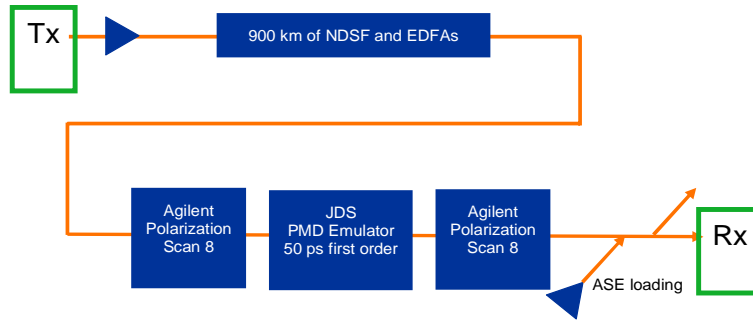 Tx
900 km of NDSF and EDFAs
Agilent
Polarization
Scan 8
JDS
PMD Emulator
50 ps first order
Agilent
Polarization
Scan 8
Rx
ASE loading